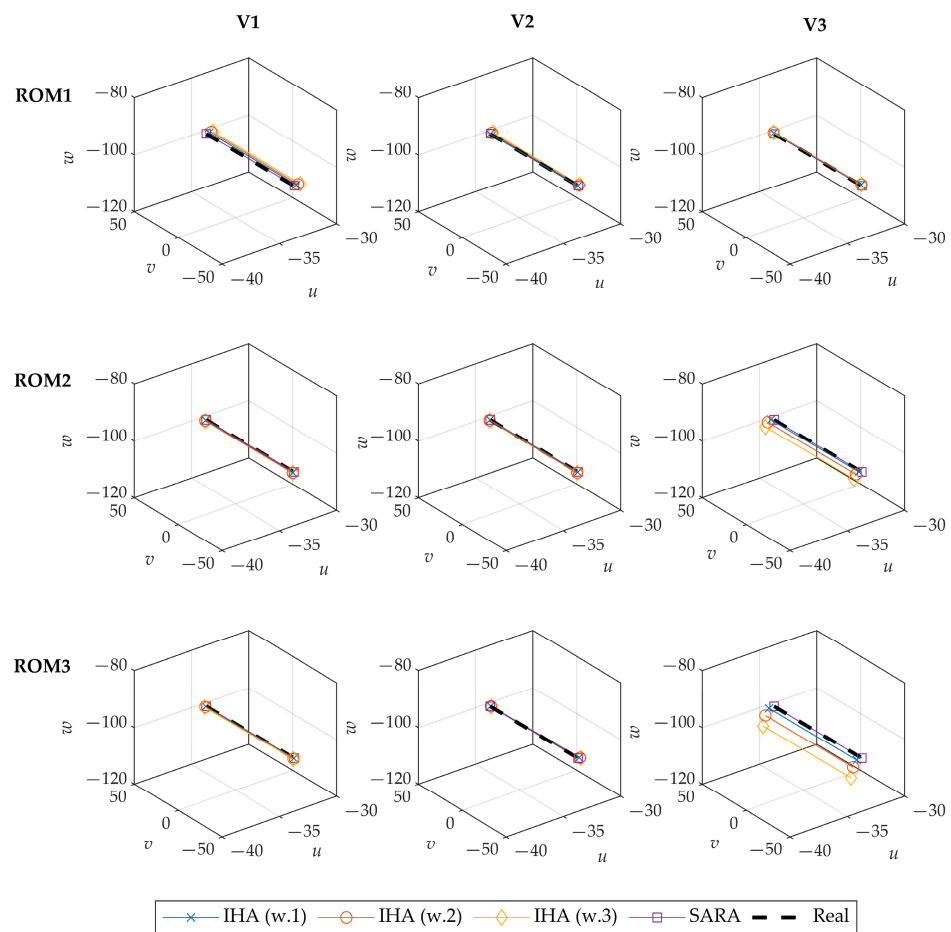 V1 V2 V3
ROM1
−80 −80 −80
w w w
−100 −100 −100
−120 −120 −120
50 50 50
−30 −30 −30
0 0 0
−35 −35 −35
v v v
−50 −40 −50 −40 −50 −40
u u u
ROM2
−80 −80 −80
w w w
−100 −100 −100
−120 −120 −120
50 50 50
−30 −30 −30
0 0 0
−35 −35 −35
v v v
−50 −40 −50 −40 −50 −40
u u u
ROM3
−80 −80 −80
w w w
−100 −100 −100
−120 −120 −120
50 50 50
−30 −30 −30
0 0 0
−35 −35 −35
v v v
−50 −40 −50 −40 −50 −40
u u u
IHA (w.1) IHA (w.2) IHA (w.3) SARA Real